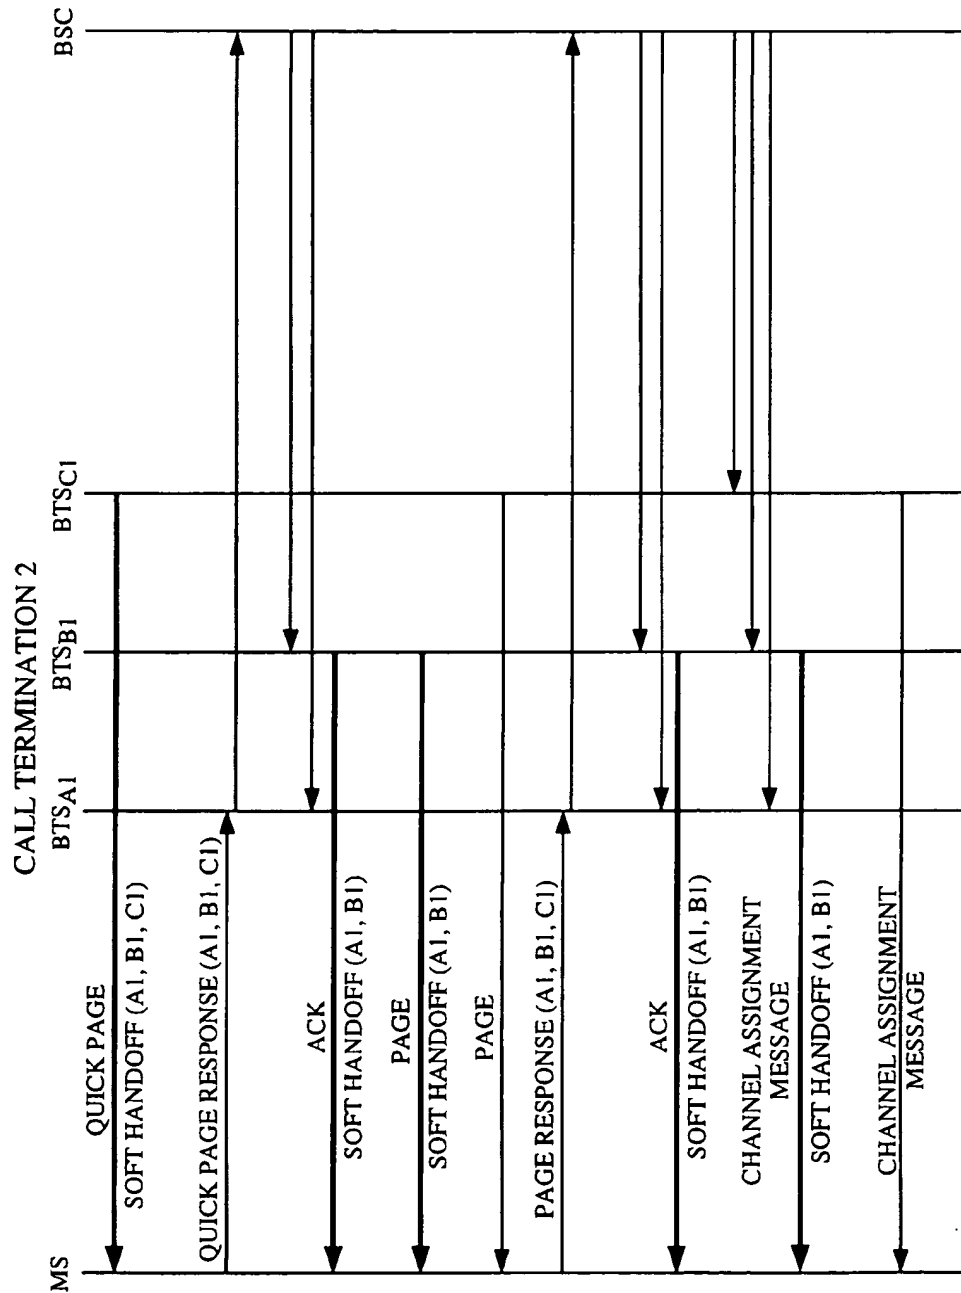 CALL TERMINATION 2
MS
BTSA1
BTSB1
BTSC1
BSC
QUICK PAGE
SOFT HANDOFF (A1, B1, C1)
QUICK PAGE RESPONSE (A1, B1, C1)
ACK
SOFT HANDOFF (A1, B1)
PAGE
SOFT HANDOFF (A1, B1)
PAGE
PAGE RESPONSE (A1, B1, C1)
ACK
SOFT HANDOFF (A1, B1)
CHANNEL ASSIGNMENT
MESSAGE
SOFT HANDOFF (A1, B1)
CHANNEL ASSIGNMENT
MESSAGE